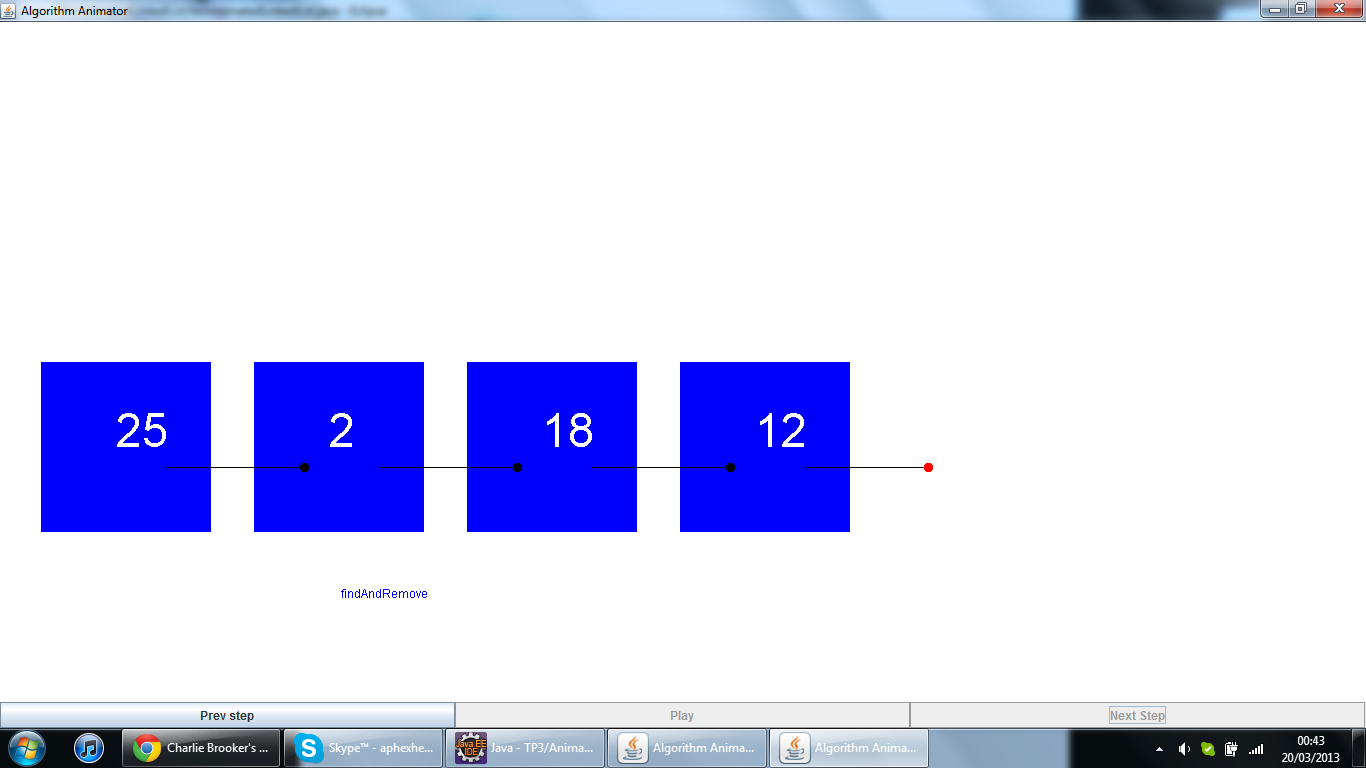 Algorithm Animator
25 2 18 12
findAndRemove
Prev step Play Next Step
Charlie Brooker's ... Skype™ - aphexhe... Java EE IDE Java - TP3/Anima... Algorithm Anima... Algorithm Anima... 00:43
20/03/2013